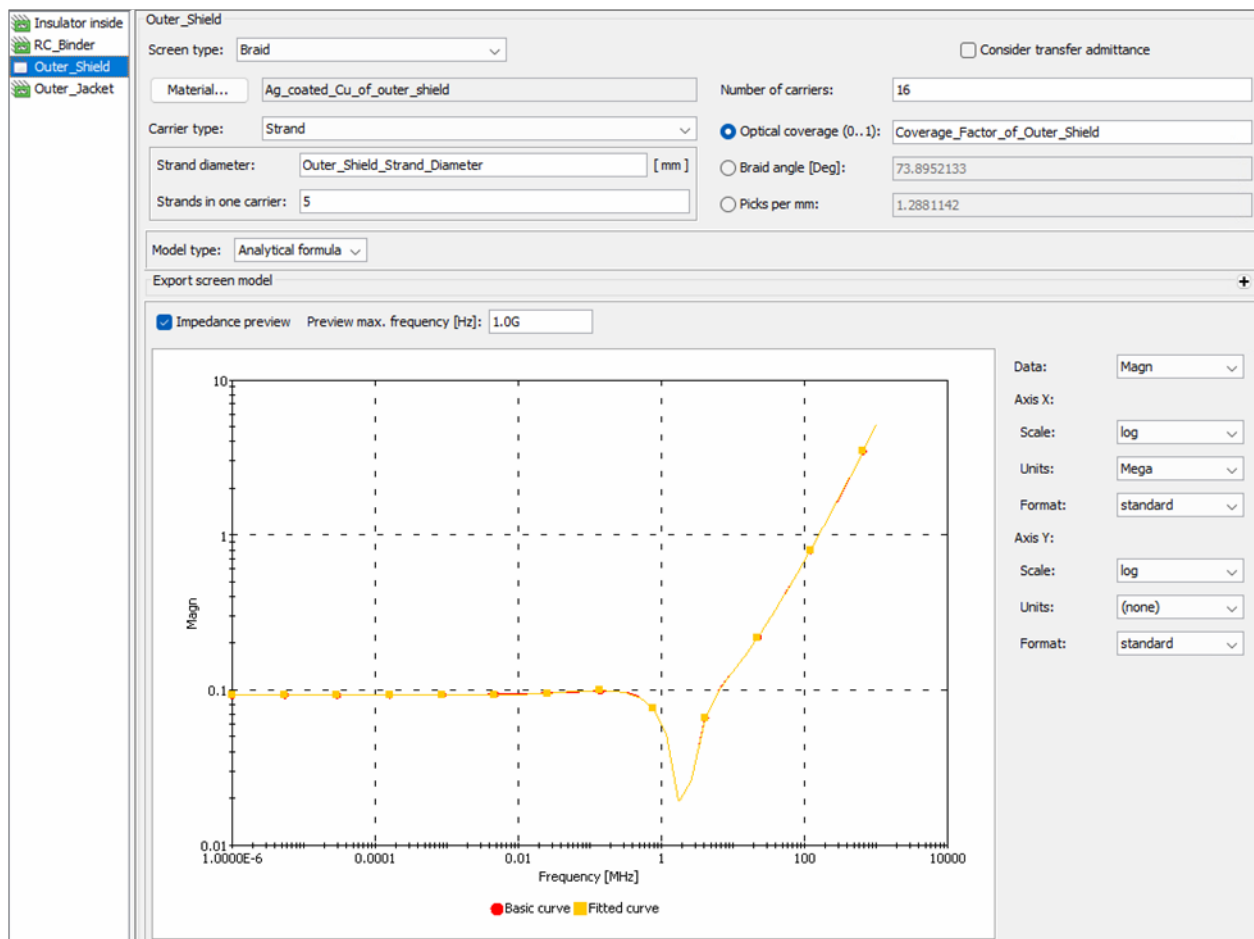 Insulator inside
RC_Binder
Outer_Shield
Outer_Jacket
Outer_Shield
Screen type: Braid
Consider transfer admittance
Material... Ag_coated_Cu_of_outer_shield
Number of carriers: 16
Carrier type: Strand
Optical coverage (0..1): Coverage_Factor_of_Outer_Shield
Strand diameter: Outer_Shield_Strand_Diameter [ mm ]
Braid angle [Deg]: 73.8952133
Strands in one carrier: 5
Picks per mm: 1.2881142
Model type: Analytical formula
Export screen model
Impedance preview Preview max. frequency [Hz]: 1.0G
Data: Magn
Axis X:
Scale: log
Units: Mega
Format: standard
Axis Y:
Scale: log
Units: (none)
Format: standard
10
1
0.1
0.01
Magn
1.0000E-6 0.0001 0.01 1 100 10000
Frequency [MHz]
Basic curve Fitted curve